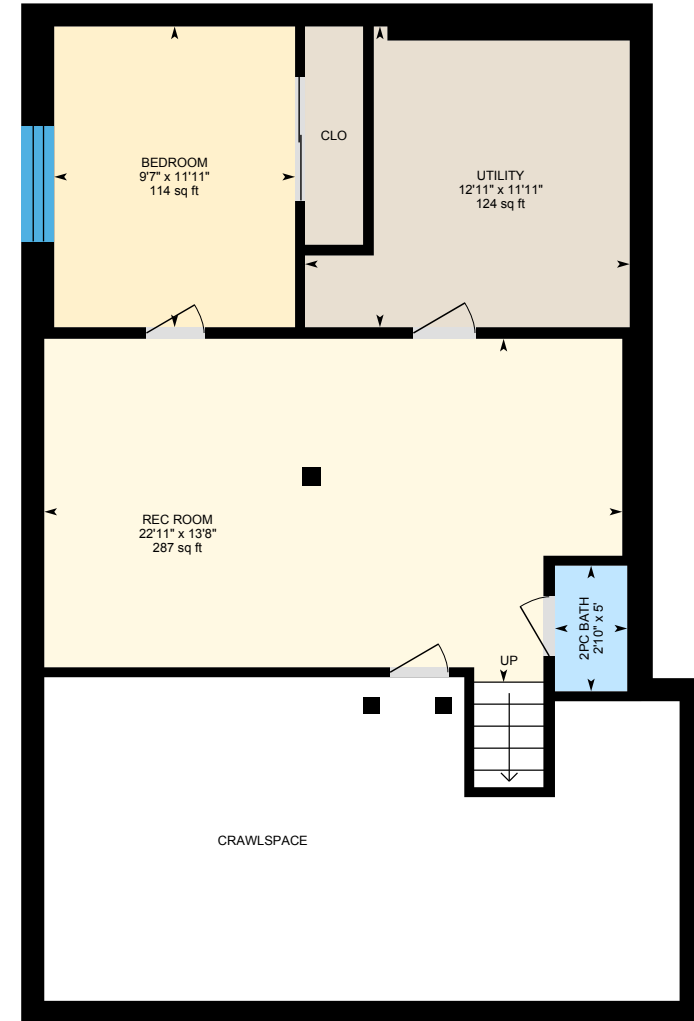 BEDROOM
9'7" x 11'11"
114 sq ft
CLO
UTILITY
12'11" x 11'11"
124 sq ft
REC ROOM
22'11" x 13'8"
287 sq ft
2PC BATH
2'10" x 5'
UP
CRAWLSPACE